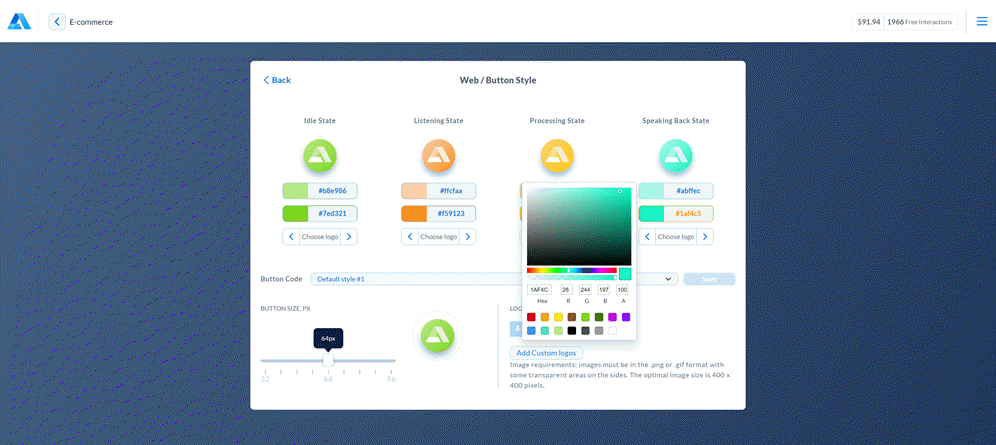 E-commerce
$91.94 1966 Free Interactions
Back
Web / Button Style
Idle State
Listening State
Processing State
Speaking Back State
#b8e986
#ffcfaa
#abffec
#7ed321
#f59123
#1af4c5
Choose logo
Choose logo
Choose logo
Button Code
Default style #1
Save
1AF4C 26 244 197 100
Hex R G B A
BUTTON SIZE, PX
64px
32 64 96
LOG
Add Custom logos
Image requirements: images must be in the .png or .gif format with
some transparent areas on the sides. The optimal image size is 400 x
400 pixels.